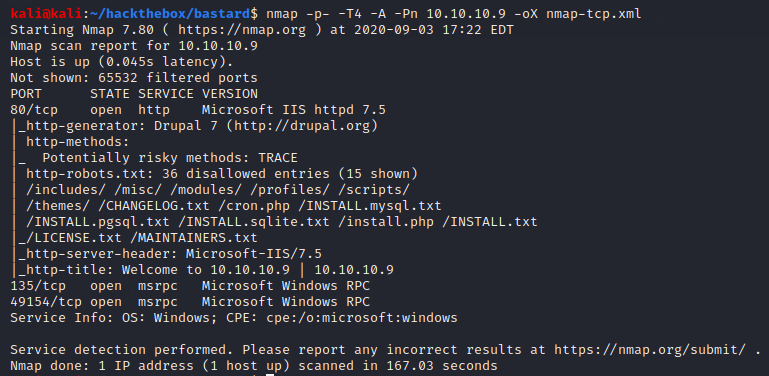 kali@kali:~/hackthebox/bastard$ nmap -p- -T4 -A -Pn 10.10.10.9 -oX nmap-tcp.xml
Starting Nmap 7.80 ( https://nmap.org ) at 2020-09-03 17:22 EDT
Nmap scan report for 10.10.10.9
Host is up (0.045s latency).
Not shown: 65532 filtered ports
PORT      STATE SERVICE VERSION
80/tcp    open  http    Microsoft IIS httpd 7.5
|_http-generator: Drupal 7 (http://drupal.org)
| http-methods:
|_  Potentially risky methods: TRACE
| http-robots.txt: 36 disallowed entries (15 shown)
| /includes/ /misc/ /modules/ /profiles/ /scripts/
| /themes/ /CHANGELOG.txt /cron.php /INSTALL.mysql.txt
| /INSTALL.pgsql.txt /INSTALL.sqlite.txt /install.php /INSTALL.txt
|_/LICENSE.txt /MAINTAINERS.txt
|_http-server-header: Microsoft-IIS/7.5
|_http-title: Welcome to 10.10.10.9 | 10.10.10.9
135/tcp   open  msrpc   Microsoft Windows RPC
49154/tcp open  msrpc   Microsoft Windows RPC
Service Info: OS: Windows; CPE: cpe:/o:microsoft:windows

Service detection performed. Please report any incorrect results at https://nmap.org/submit/ .
Nmap done: 1 IP address (1 host up) scanned in 167.03 seconds